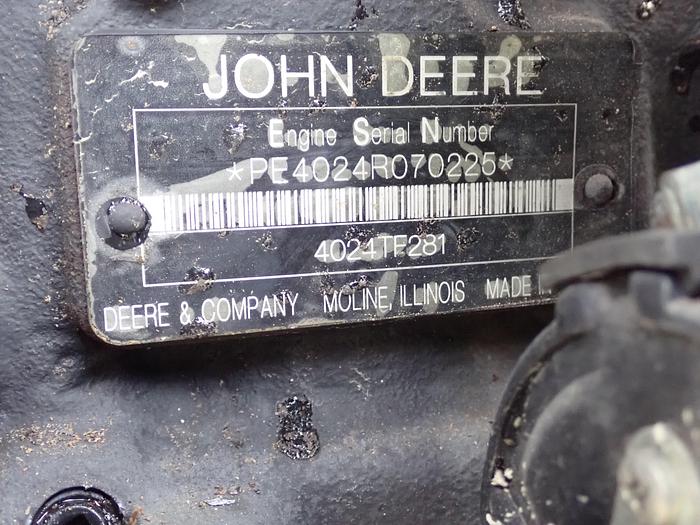 JOHN DEERE
Engine Serial Number
*PE4024R070225*
4024TF281
DEERE & COMPANY MOLINE, ILLINOIS MADE